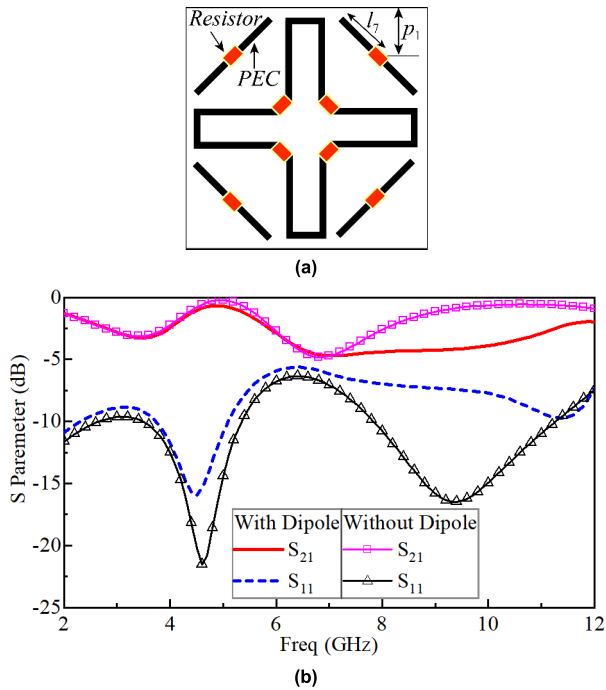 Resistor
l7
p1
PEC
(a)
0
-5
-10
-15
-20
-25
S Paremeter (dB)
With Dipole
Without Dipole
S21
S21
S11
S11
2
4
6
8
10
12
Freq (GHz)
(b)